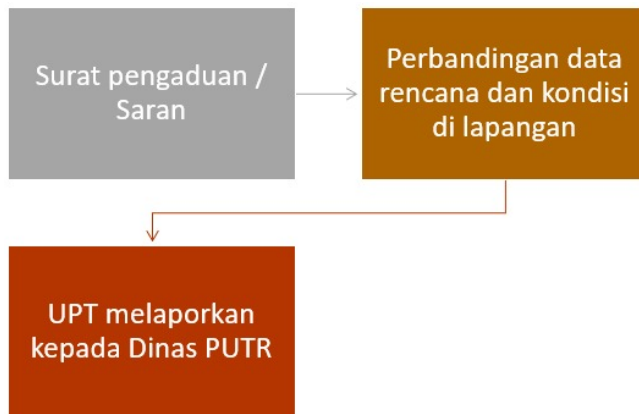 Surat pengaduan /
Saran
Perbandingan data
rencana dan kondisi
di lapangan
UPT melaporkan
kepada Dinas PUTR